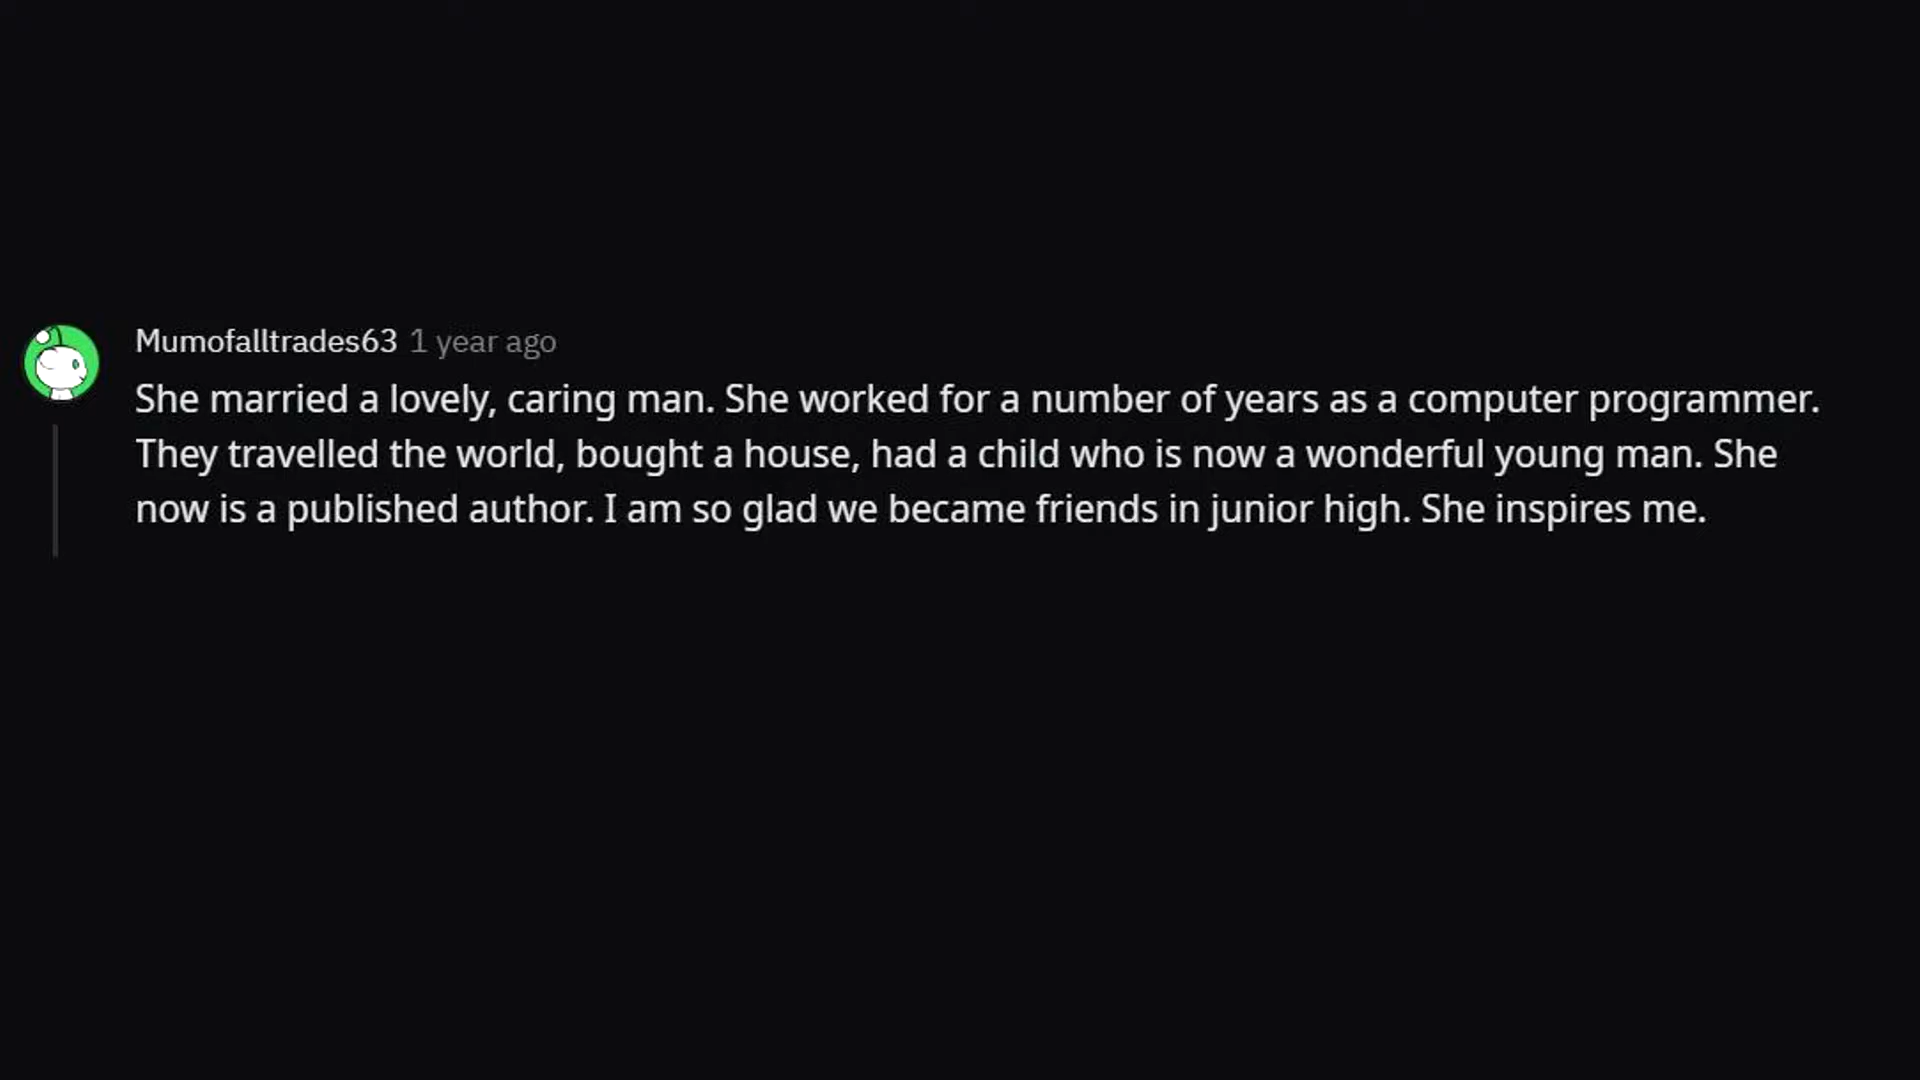 Mumofalltrades63 1 year ago
She married a lovely, caring man. She worked for a number of years as a computer programmer.
They travelled the world, bought a house, had a child who is now a wonderful young man. She
now is a published author. I am so glad we became friends in junior high. She inspires me.